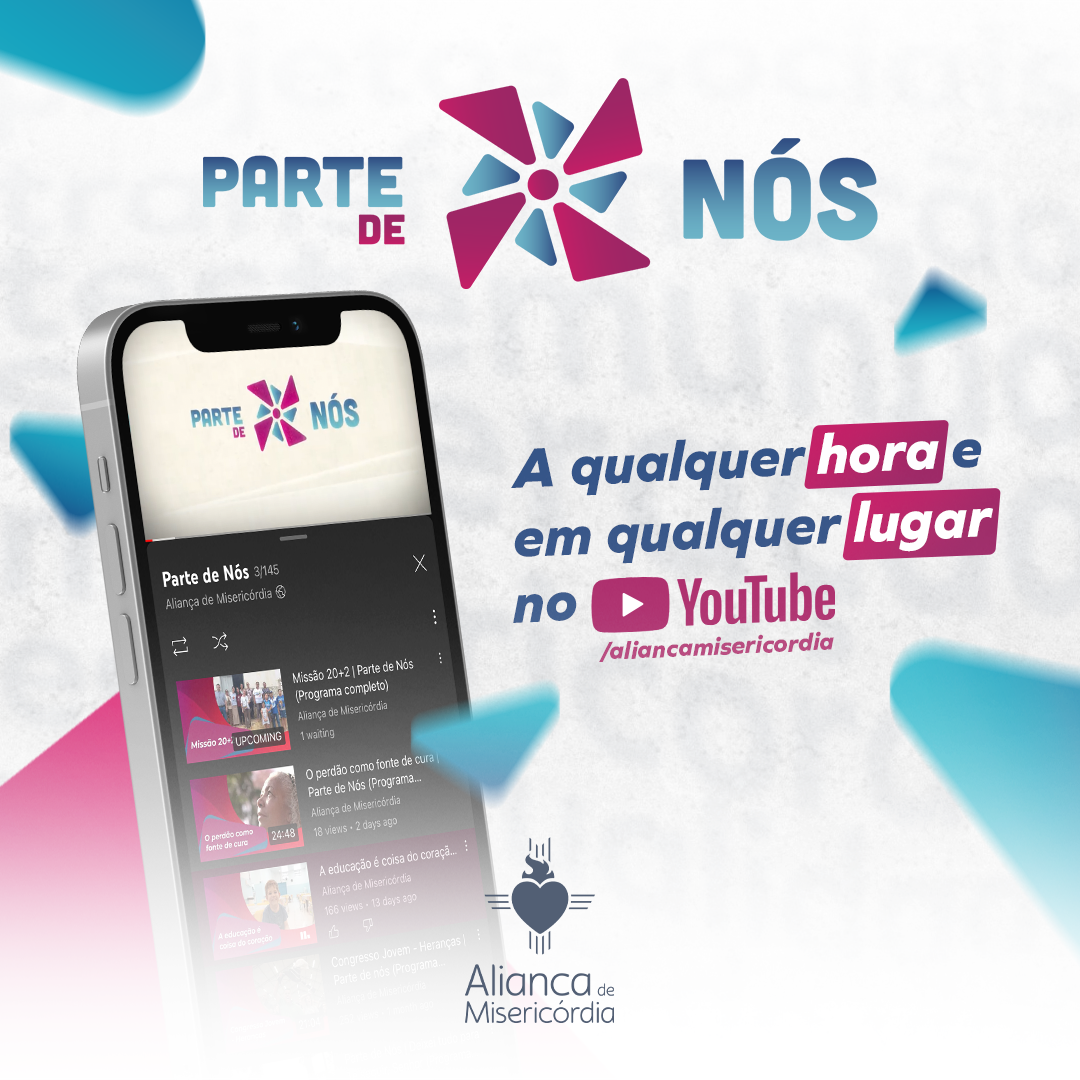 PARTE
DE
NÓS
PARTE
DE
NÓS
Parte de Nós 3/145
Aliança de Misericórdia
Missão 20+2 | Parte de Nós
(Programa completo)
Aliança de Misericórdia
1 waiting
Missão 20+2
UPCOMING
O perdão como fonte de cura |
Parte de Nós (Programa...
Aliança de Misericórdia
18 views • 2 days ago
O perdão como
fonte de cura
24:48
A educação é coisa do coraçã...
Aliança de Misericórdia
166 views • 13 days ago
A educação é
coisa do coração
Congresso Jovem - Heranças |
Parte de nós (Programa...
A qualquer hora e
em qualquer lugar
no YouTube
/aliancamisericordia
Alianca de
Misericórdia